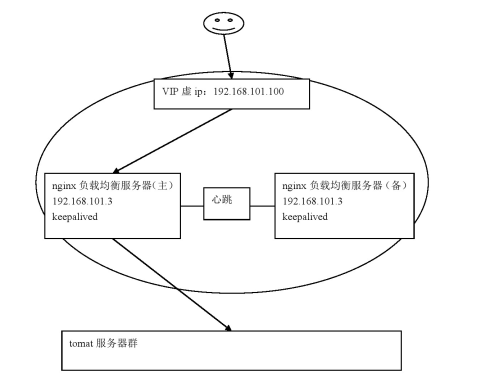 VIP 虚 ip：192.168.101.100
nginx 负载均衡服务器（主）
192.168.101.3
keepalived
心跳
nginx 负载均衡服务器（备）
192.168.101.3
keepalived
tomat 服务器群